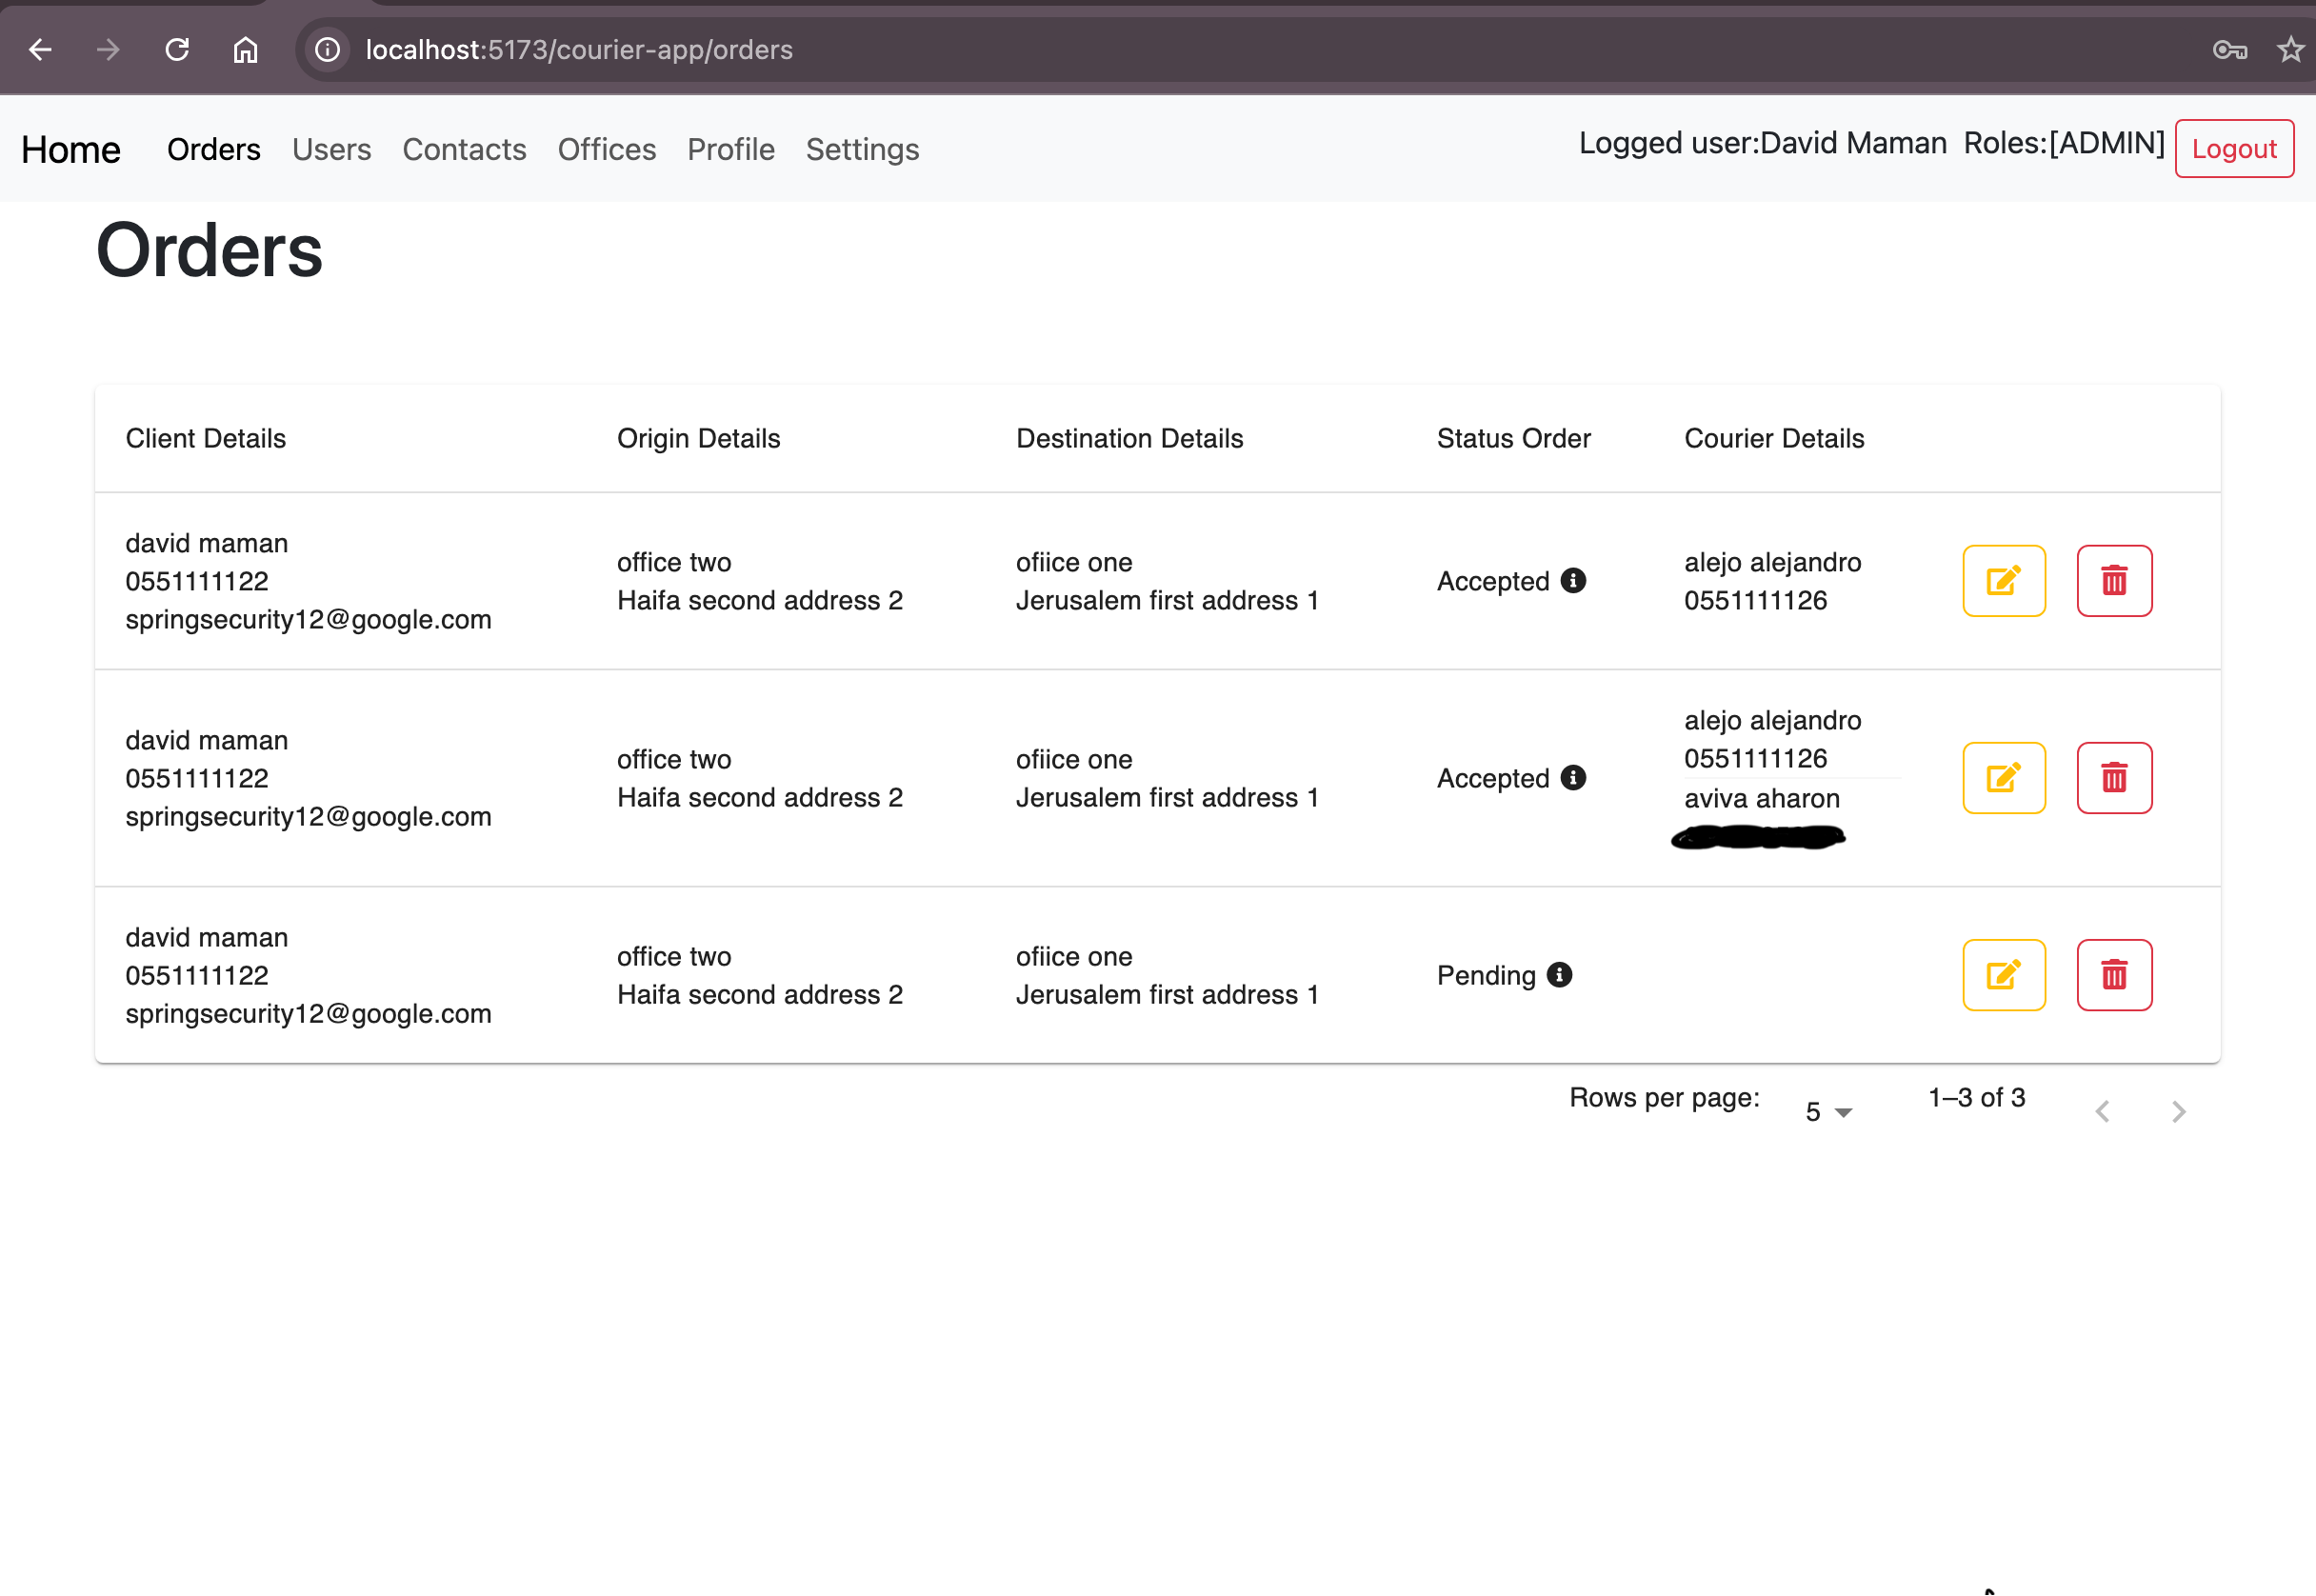 localhost:5173/courier-app/orders
Home Orders Users Contacts Offices Profile Settings Logged user:David Maman Roles:[ADMIN] Logout
Orders
Client Details Origin Details Destination Details Status Order Courier Details
david maman
0551111122
springsecurity12@google.com
office two
Haifa second address 2
ofiice one
Jerusalem first address 1
Accepted
alejo alejandro
0551111126
david maman
0551111122
springsecurity12@google.com
office two
Haifa second address 2
ofiice one
Jerusalem first address 1
Accepted
alejo alejandro
0551111126
aviva aharon
david maman
0551111122
springsecurity12@google.com
office two
Haifa second address 2
ofiice one
Jerusalem first address 1
Pending
Rows per page: 5 1–3 of 3